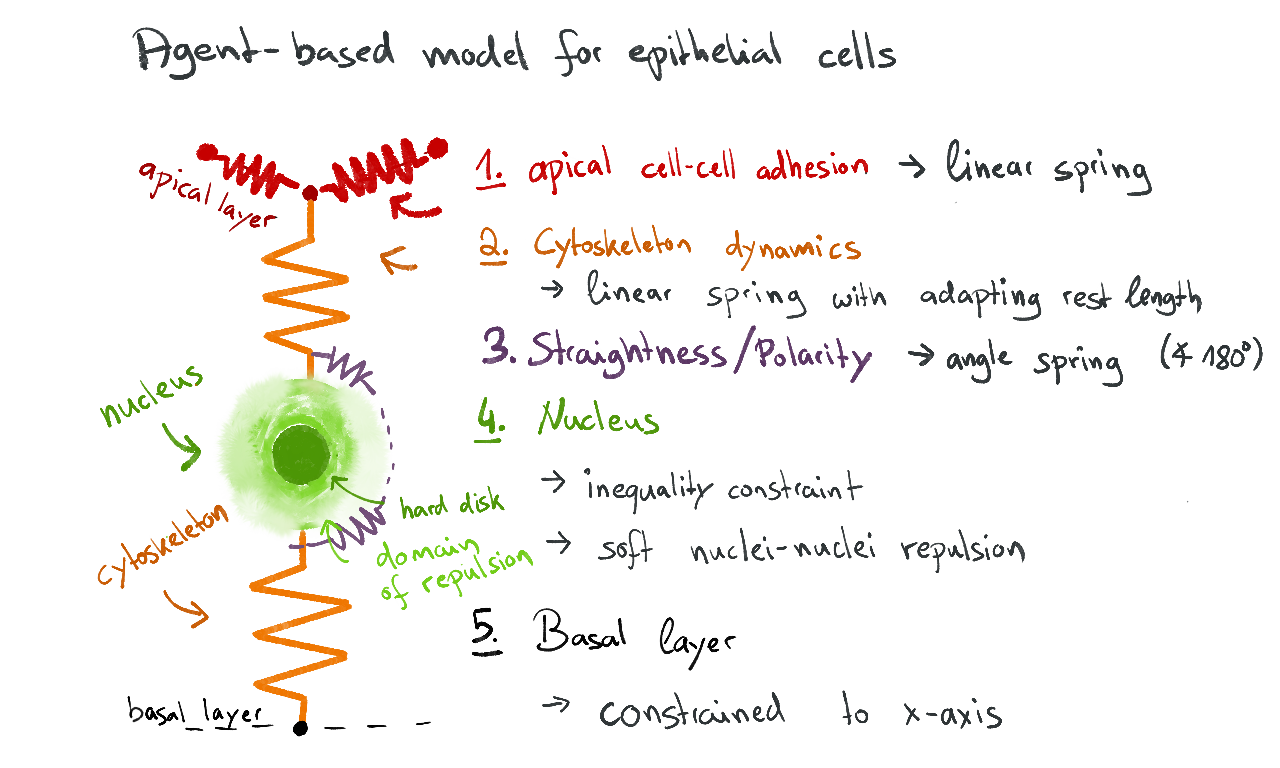 Agent-based model for epithelial cells
apical layer
1. apical cell-cell adhesion → linear spring
2. Cytoskeleton dynamics
→ linear spring with adapting rest length
3. Straightness/Polarity → angle spring (∡ 180°)
nucleus
4. Nucleus
→ inequality constraint
hard disk
→ soft nuclei-nuclei repulsion
domain
of repulsion
cytoskeleton
5. Basal layer
basal layer
→ constrained to x-axis